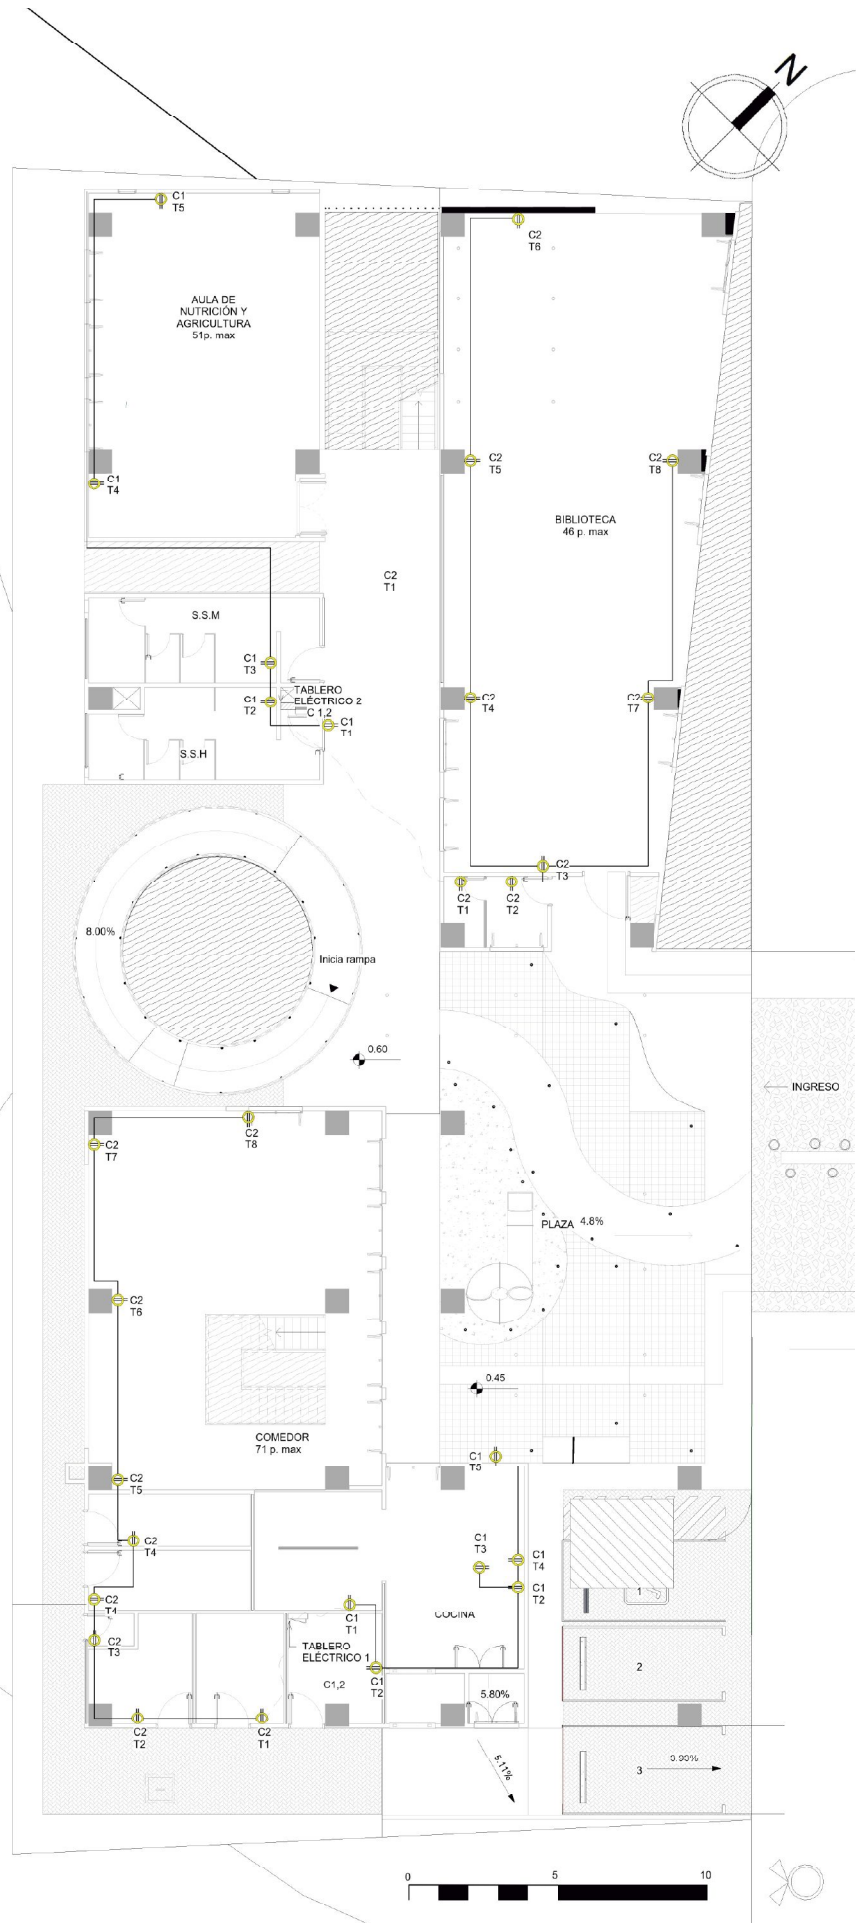 N
C1
T5
C2
T6
AULA DE
NUTRICIÓN Y
AGRICULTURA
51p. max
C2
T5
C2
T8
C1
T4
BIBLIOTECA
46 p. max
C2
T1
S.S.M
C1
T3
TABLERO
ELÉCTRICO 2
C 1,2
C1
T2
C2
T4
C2
T7
C1
T1
S.S.H
C2
T3
C2
T1
C2
T2
8.00%
Inicia rampa
0.60
INGRESO
C2
T7
C2
T8
PLAZA 4.8%
C2
T6
0.45
COMEDOR
71 p. max
C1
T5
C2
T5
C2
T4
C1
T3
C1
T4
C1
T2
1
C2
T4
C1
T1
COCINA
C2
T3
TABLERO
ELÉCTRICO 1
2
C1,2
C1
T2
5.80%
C2
T2
C2
T1
5.11%
3
0 5 10